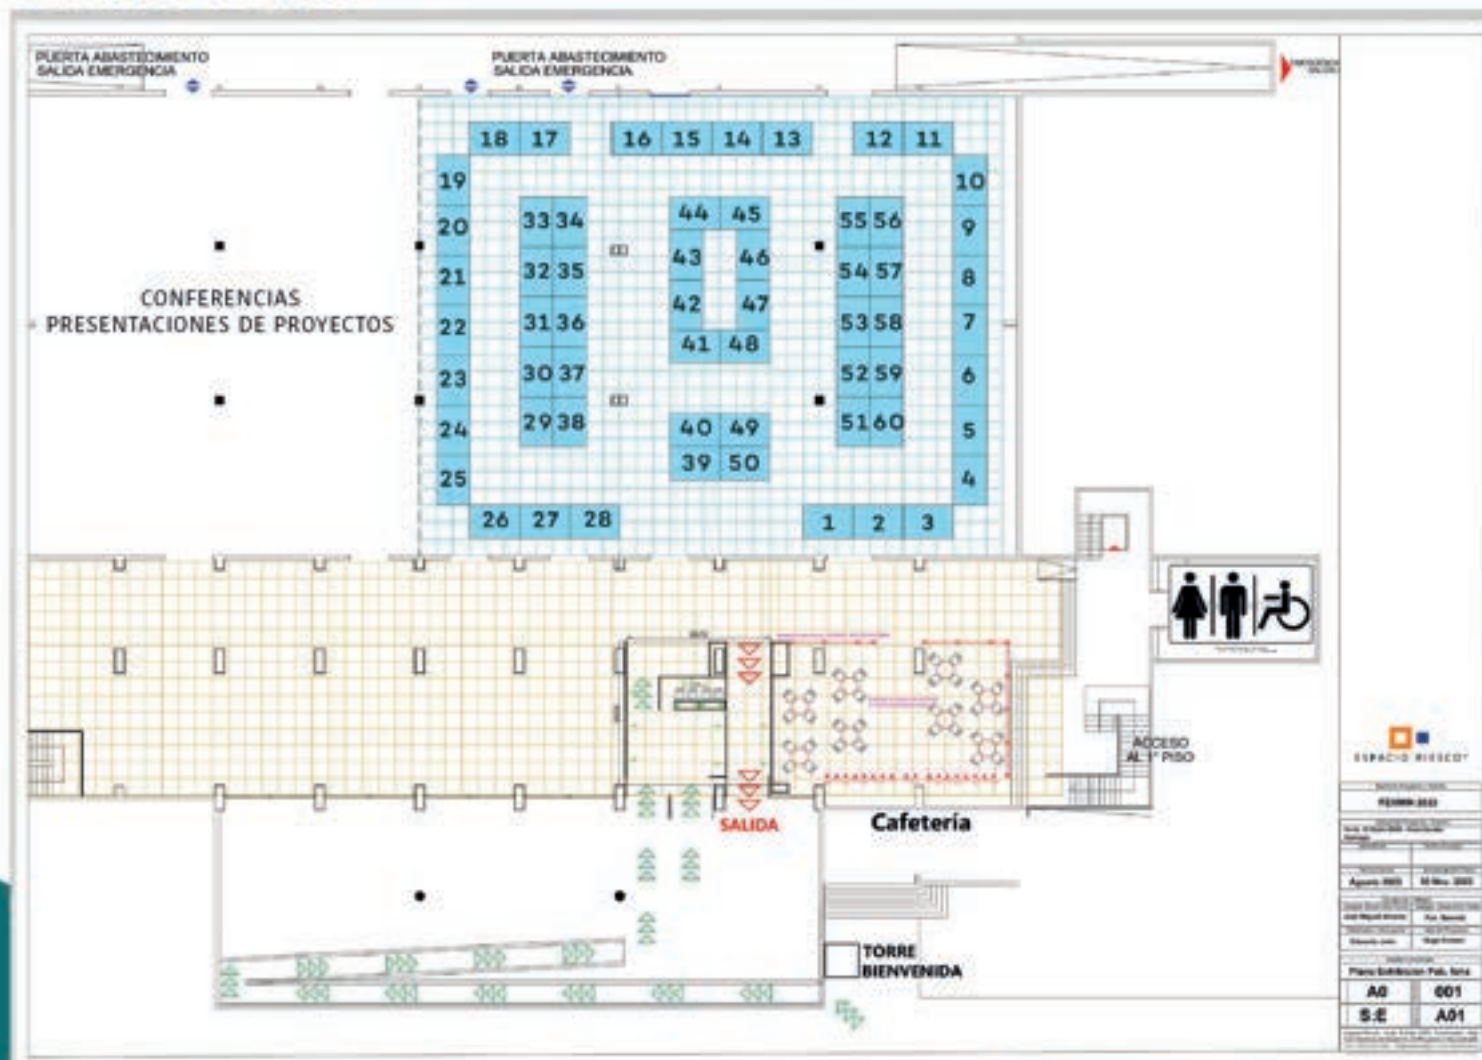 PUERTA ABASTECIMIENTO
SALIDA EMERGENCIA
PUERTA ABASTECIMIENTO
SALIDA EMERGENCIA
18 17 16 15 14 13 12 11
19 10
33 34 44 45 55 56
20 9
43 46
21 32 35 54 57 8
CONFERENCIAS
PRESENTACIONES DE PROYECTOS
42 47
22 31 36 53 58 7
41 48
23 30 37 52 59 6
24 29 38 40 49 51 60 5
25 39 50 4
26 27 28 1 2 3
ACCESO
AL 1º PISO
ESPACIO RIESCO
SALIDA
Cafetería
TORRE
BIENVENIDA
A0 001
S:E A01